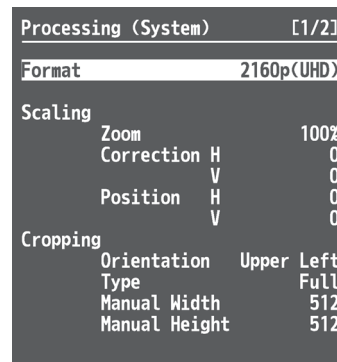 Processing (System) [1/2]
Format 2160p(UHD)
Scaling
Zoom 100%
Correction H 0
V 0
Position H 0
V 0
Cropping
Orientation Upper Left
Type Full
Manual Width 512
Manual Height 512